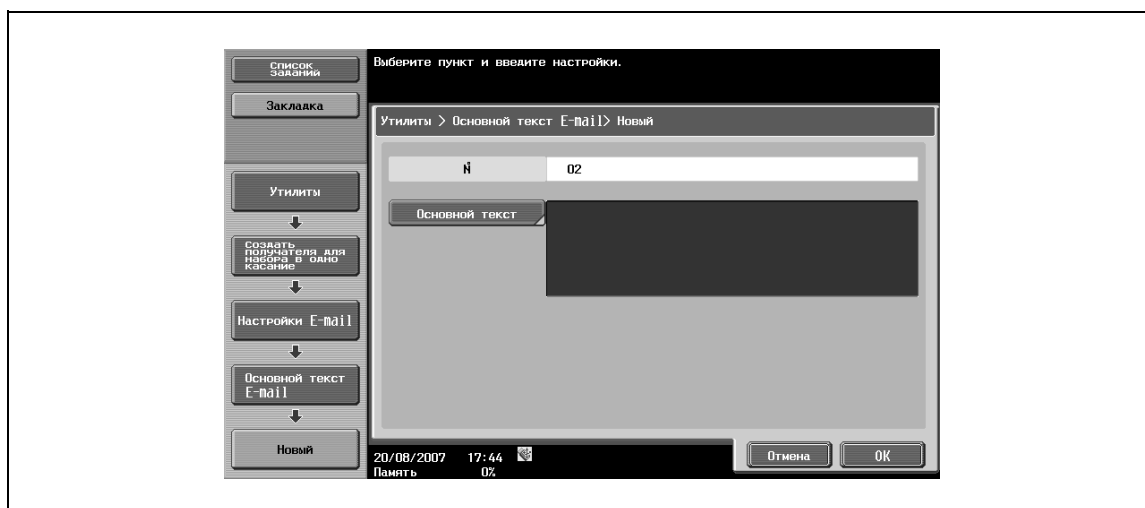 Список
заданий
Закладка
Утилиты
Создать
получателя для
набора в одно
касание
Настройки E-mail
Основной текст
E-mail
Новый
Выберите пункт и введите настройки.
Утилиты > Основной текст E-mail> Новый
№ 02
Основной текст
20/08/2007 17:44
Память 0%
Отмена OK